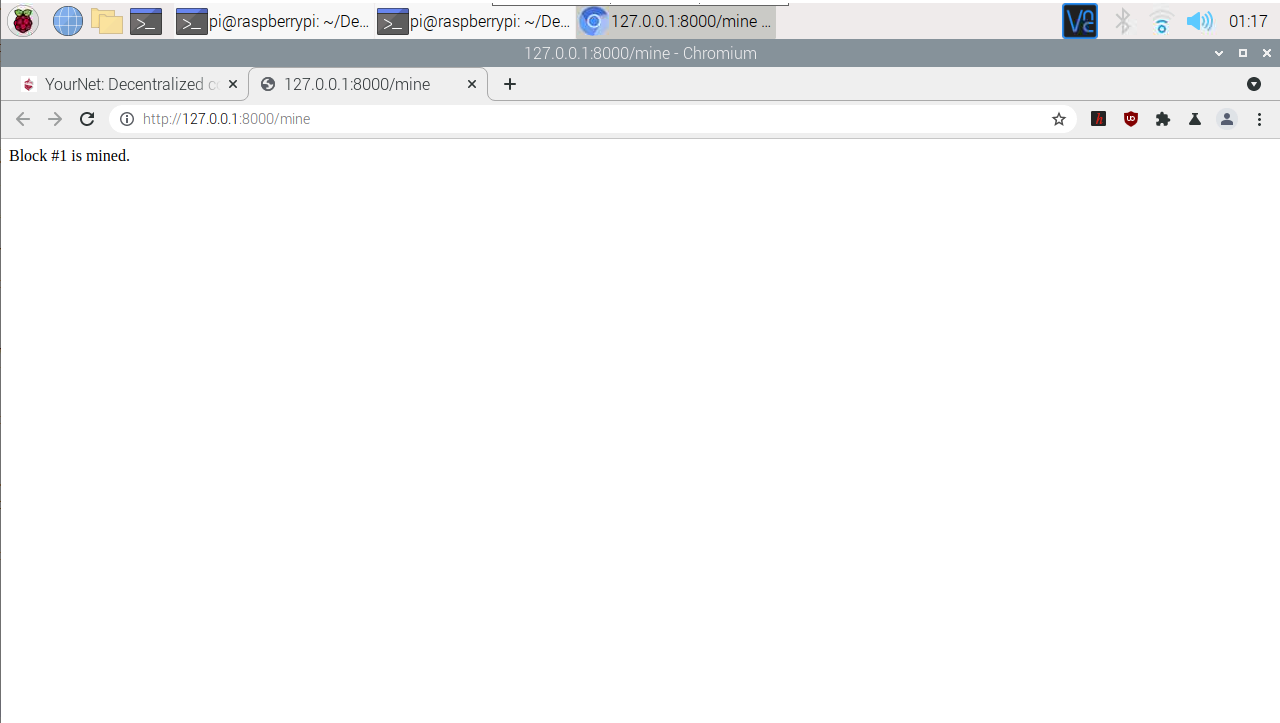 pi@raspberrypi: ~/De... pi@raspberrypi: ~/De... 127.0.0.1:8000/mine ... 01:17
127.0.0.1:8000/mine - Chromium
YourNet: Decentralized co 127.0.0.1:8000/mine
http://127.0.0.1:8000/mine
Block #1 is mined.